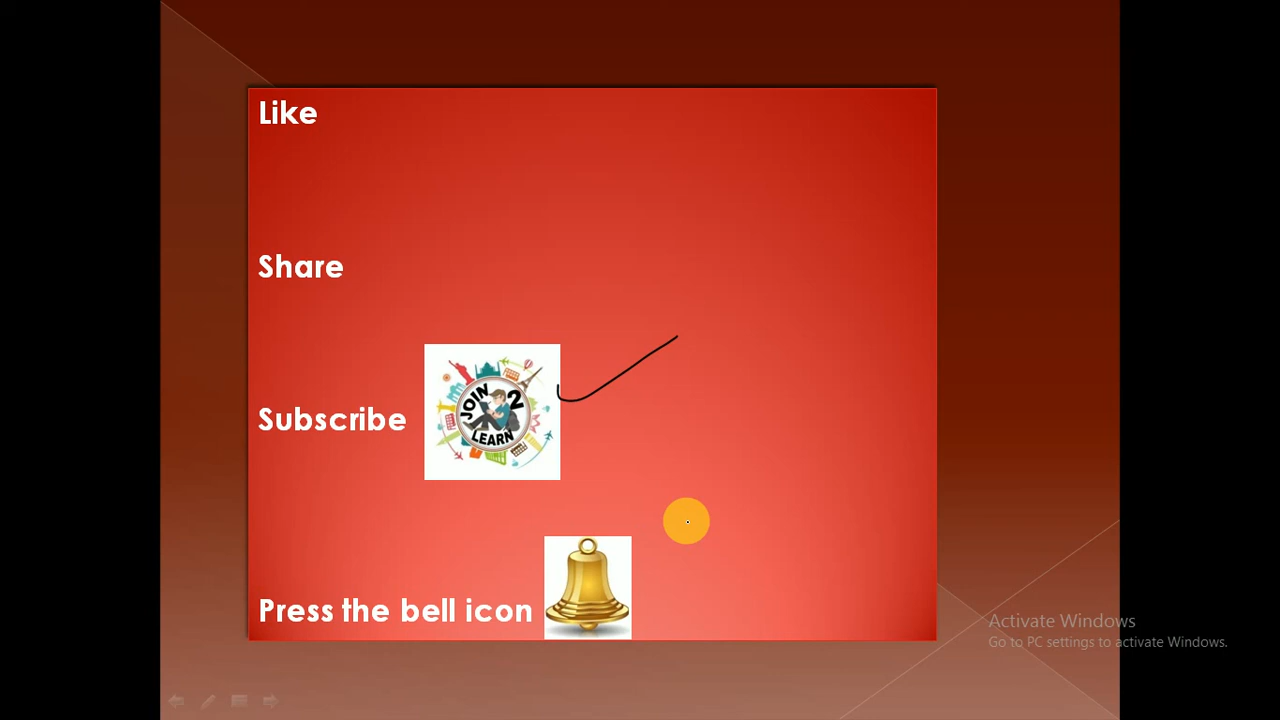 Like
Share
Subscribe
JOIN 2
LEARN
Press the bell icon
Activate Windows
Go to PC settings to activate Windows.